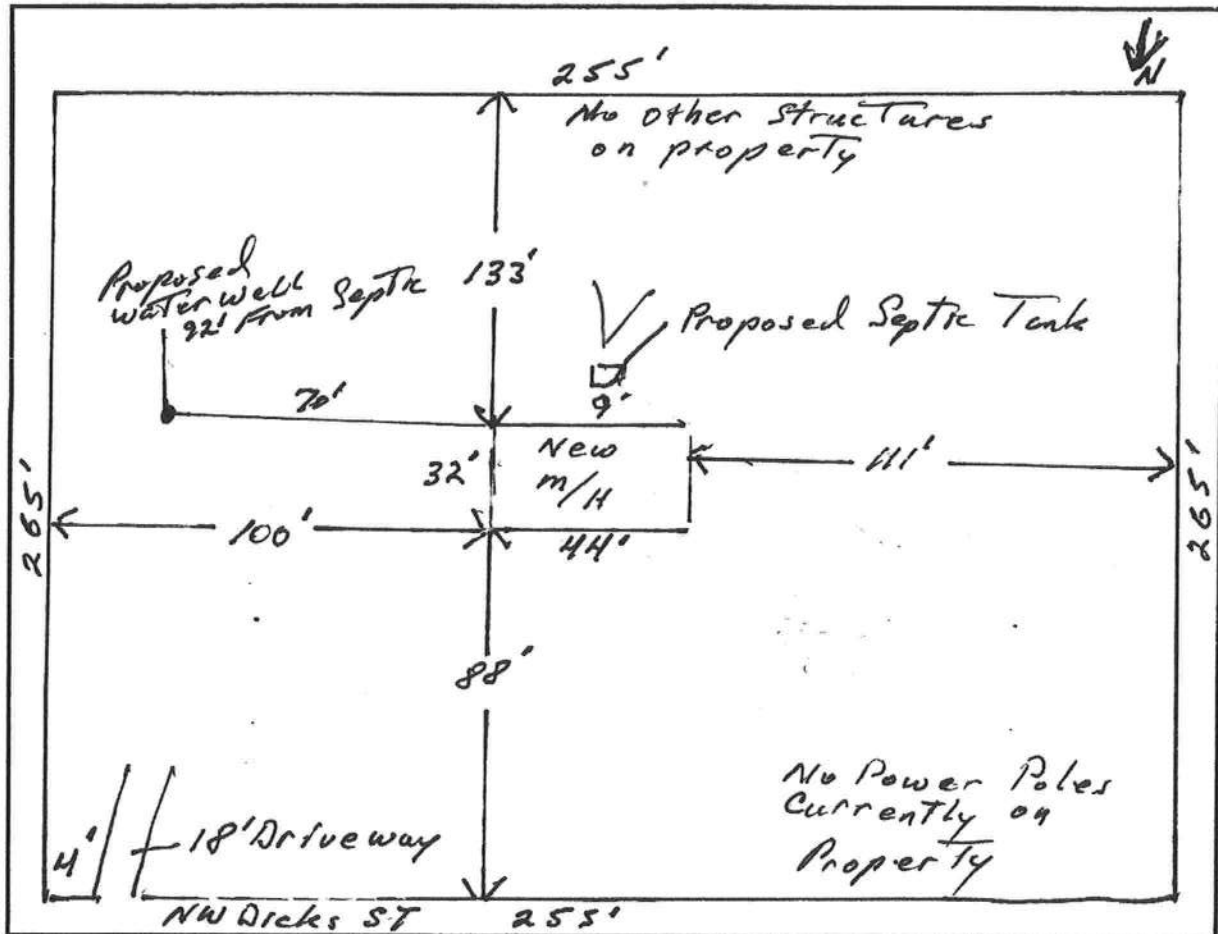 255'
N
No other Structures
on property
Proposed
water well
92' From Septic
133'
Proposed Septic Tank
9'
70'
New
M/H
32'
111'
265'
265'
100'
44'
88'
No Power Poles
Currently on
Property
4'
18' Driveway
NW Dicks ST
255'